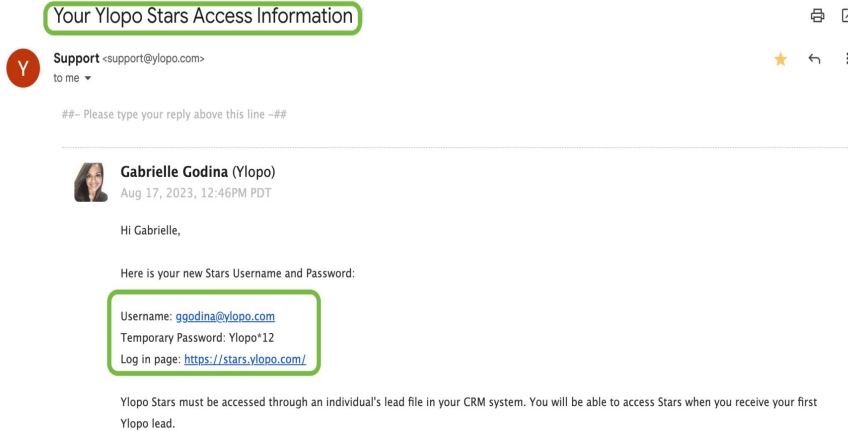 Your Ylopo Stars Access Information
Y
Support <support@ylopo.com>
to me
##- Please type your reply above this line -##
Gabrielle Godina (Ylopo)
Aug 17, 2023, 12:46PM PDT
Hi Gabrielle,
Here is your new Stars Username and Password:
Username: ggodina@ylopo.com
Temporary Password: Ylopo*12
Log in page: https://stars.ylopo.com/
Ylopo Stars must be accessed through an individual's lead file in your CRM system. You will be able to access Stars when you receive your first
Ylopo lead.